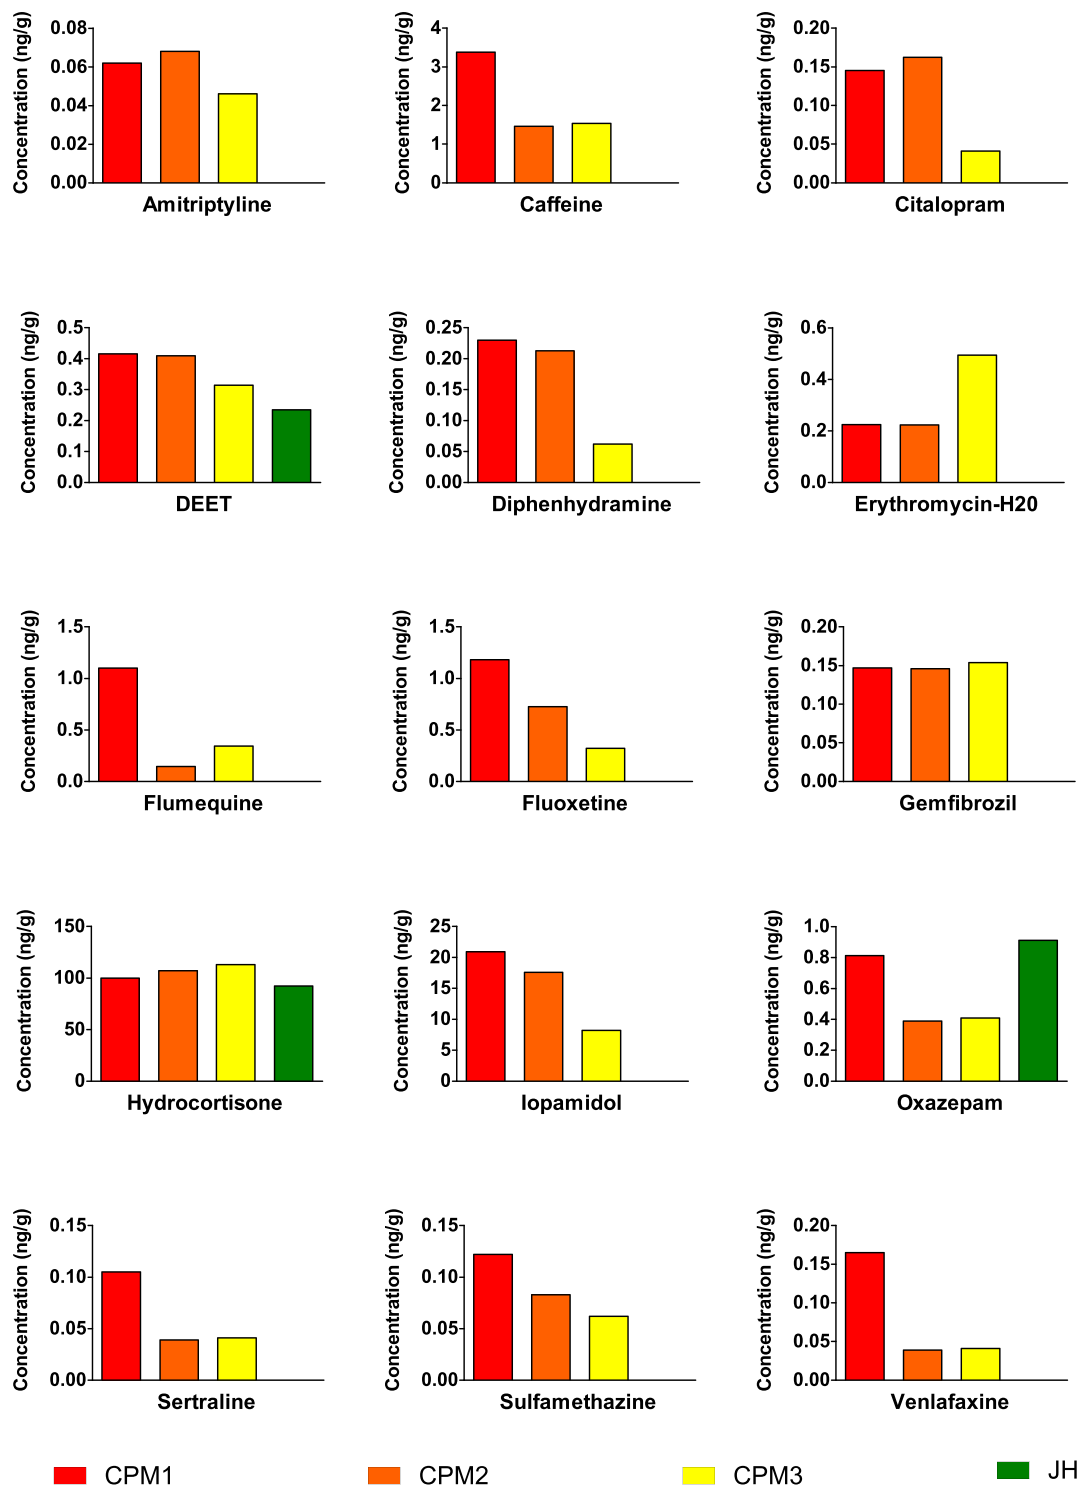 Concentration (ng/g)
0.08
0.06
0.04
0.02
0.00
Amitriptyline
Concentration (ng/g)
4
3
2
1
0
Caffeine
Concentration (ng/g)
0.20
0.15
0.10
0.05
0.00
Citalopram
Concentration (ng/g)
0.5
0.4
0.3
0.2
0.1
0.0
DEET
Concentration (ng/g)
0.25
0.20
0.15
0.10
0.05
0.00
Diphenhydramine
Concentration (ng/g)
0.6
0.4
0.2
0.0
Erythromycin-H20
Concentration (ng/g)
1.5
1.0
0.5
0.0
Flumequine
Concentration (ng/g)
1.5
1.0
0.5
0.0
Fluoxetine
Concentration (ng/g)
0.20
0.15
0.10
0.05
0.00
Gemfibrozil
Concentration (ng/g)
150
100
50
0
Hydrocortisone
Concentration (ng/g)
25
20
15
10
5
0
Iopamidol
Concentration (ng/g)
1.0
0.8
0.6
0.4
0.2
0.0
Oxazepam
Concentration (ng/g)
0.15
0.10
0.05
0.00
Sertraline
Concentration (ng/g)
0.15
0.10
0.05
0.00
Sulfamethazine
Concentration (ng/g)
0.20
0.15
0.10
0.05
0.00
Venlafaxine
CPM1
CPM2
CPM3
JH